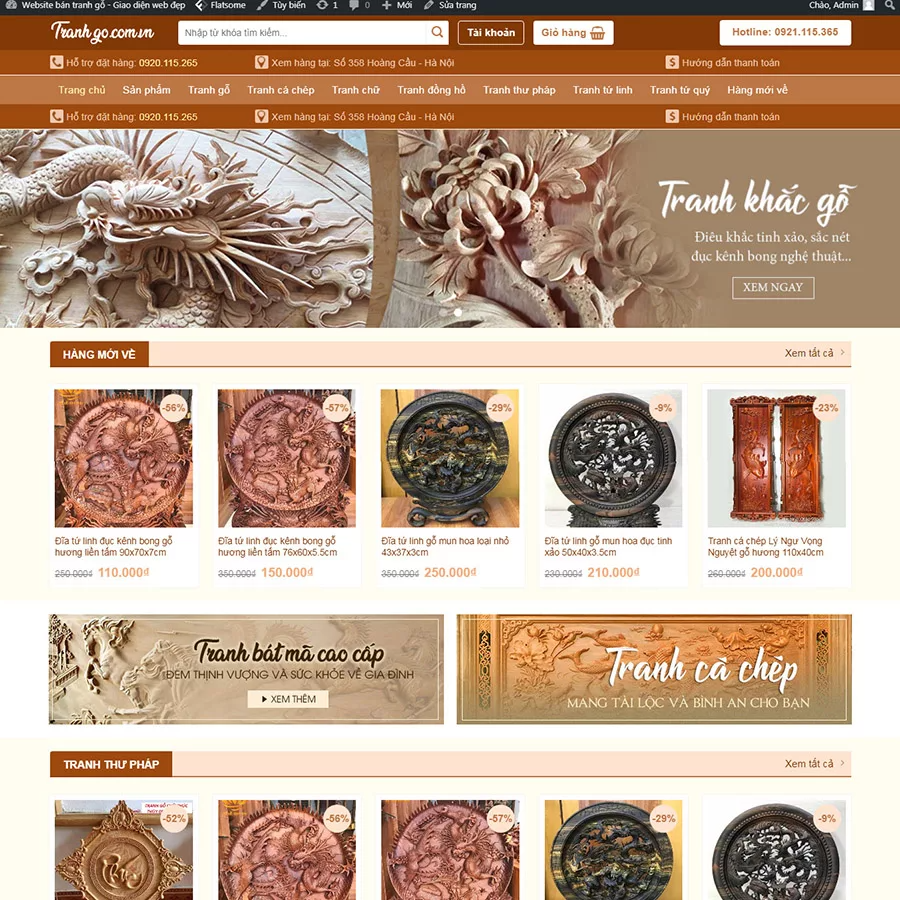 Website bán tranh gỗ - Giao diện web đẹp Flatsome Tùy biến 1 0 Mới Sửa trang Chào, Admin
Tranh go.com.vn
Nhập từ khóa tìm kiếm...
Tài khoản
Giỏ hàng
Hotline: 0921.115.365
Hỗ trợ đặt hàng: 0920.115.265
Xem hàng tại: Số 358 Hoàng Cầu - Hà Nội
Hướng dẫn thanh toán
Trang chủ Sản phẩm Tranh gỗ Tranh cá chép Tranh chữ Tranh đồng hồ Tranh thư pháp Tranh tứ linh Tranh tứ quý Hàng mới về
Hỗ trợ đặt hàng: 0920.115.265
Xem hàng tại: Số 358 Hoàng Cầu - Hà Nội
Hướng dẫn thanh toán
Tranh khắc gỗ
Điêu khắc tinh xảo, sắc nét
đục kênh bong nghệ thuật...
XEM NGAY
HÀNG MỚI VỀ
Xem tất cả
-56%
-57%
-29%
-9%
-23%
Đĩa tứ linh đục kênh bong gỗ
hương liền tấm 90x70x7cm
250.000₫ 110.000₫
Đĩa tứ linh đục kênh bong gỗ
hương liền tấm 76x60x5.5cm
350.000₫ 150.000₫
Đĩa tứ linh gỗ mun hoa loại nhỏ
43x37x3cm
350.000₫ 250.000₫
Đĩa tứ linh gỗ mun hoa đục tinh
xảo 50x40x3.5cm
230.000₫ 210.000₫
Tranh cá chép Lý Ngư Vọng
Nguyệt gỗ hương 110x40cm
260.000₫ 200.000₫
Tranh bát mã cao cấp
ĐEM THỊNH VƯỢNG VÀ SỨC KHỎE VỀ GIA ĐÌNH
XEM THÊM
Tranh cá chép
MANG TÀI LỘC VÀ BÌNH AN CHO BẠN
TRANH THƯ PHÁP
Xem tất cả
-52%
-56%
-57%
-29%
-9%